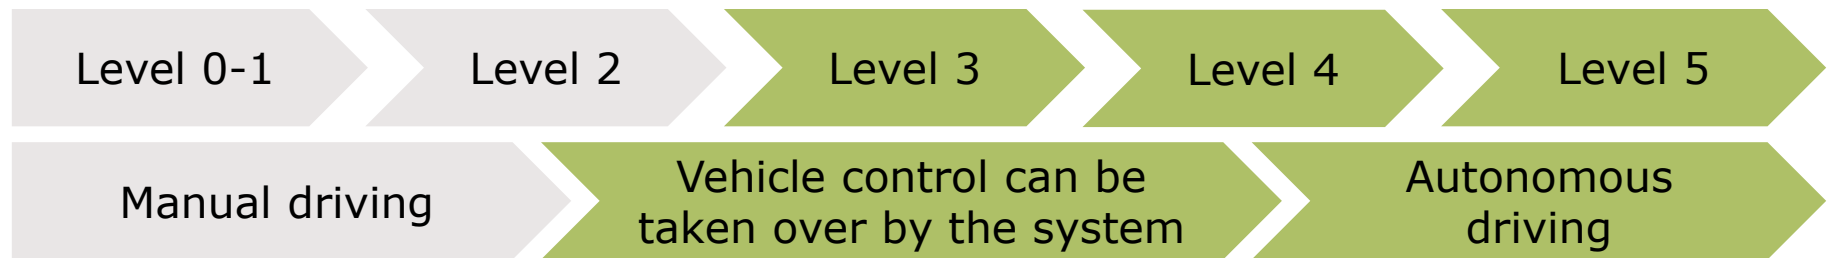 Level 0-1
Level 2
Level 3
Level 4
Level 5
Manual driving
Vehicle control can be
taken over by the system
Autonomous
driving